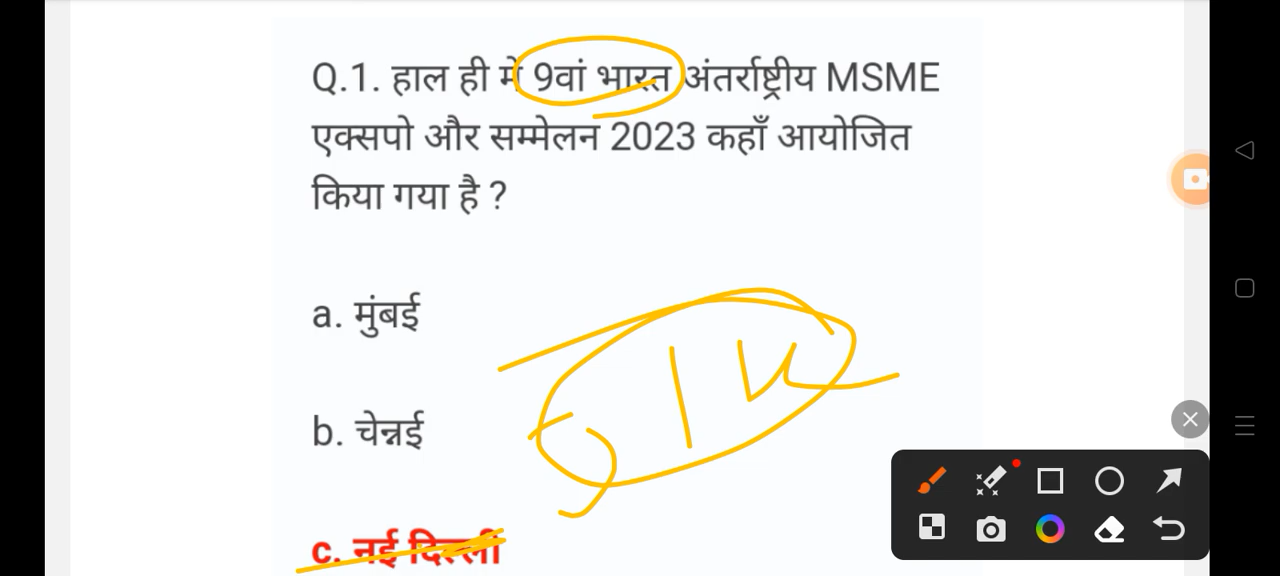 Q.1. हाल ही में 9वां भारत अंतर्राष्ट्रीय MSME
एक्सपो और सम्मेलन 2023 कहाँ आयोजित
किया गया है ?
a. मुंबई
b. चेन्नई
c. नई दिल्ली